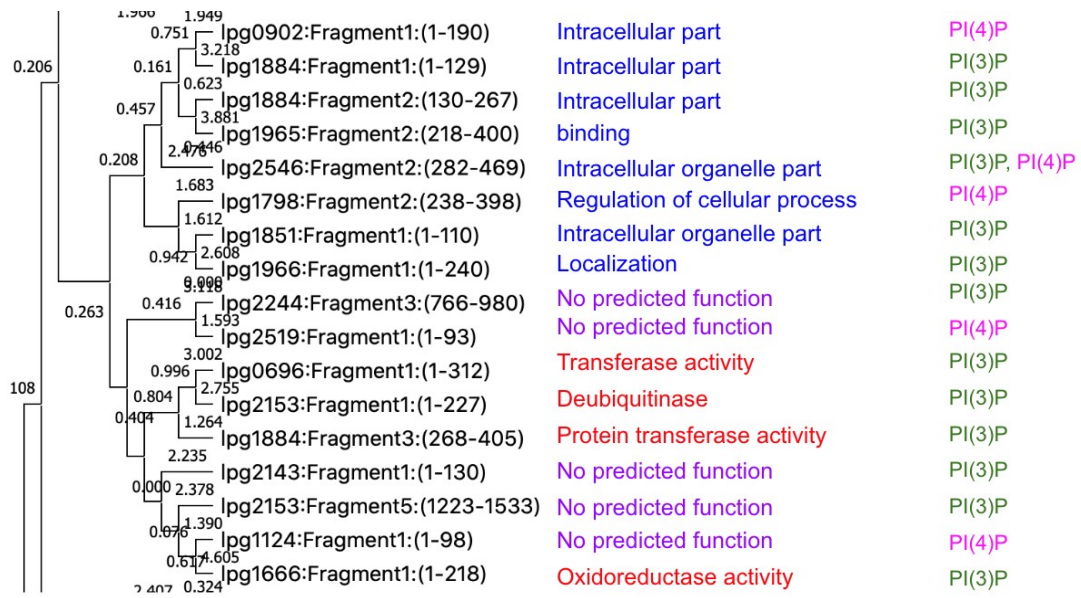 1.966 1.949
0.751 lpg0902:Fragment1:(1-190) Intracellular part PI(4)P
3.218
0.206 0.161 lpg1884:Fragment1:(1-129) Intracellular part PI(3)P
0.623
0.457 lpg1884:Fragment2:(130-267) Intracellular part PI(3)P
3.881
lpg1965:Fragment2:(218-400) binding PI(3)P
0.446
0.208 2.476 lpg2546:Fragment2:(282-469) Intracellular organelle part PI(3)P, PI(4)P
1.683
lpg1798:Fragment2:(238-398) Regulation of cellular process PI(4)P
1.612
lpg1851:Fragment1:(1-110) Intracellular organelle part PI(3)P
0.942 2.608
lpg1966:Fragment1:(1-240) Localization PI(3)P
0.000
3.118
0.263 0.416 lpg2244:Fragment3:(766-980) No predicted function PI(3)P
1.593
lpg2519:Fragment1:(1-93) No predicted function PI(4)P
3.002
0.996 lpg0696:Fragment1:(1-312) Transferase activity PI(3)P
108 0.804 2.755
lpg2153:Fragment1:(1-227) Deubiquitinase PI(3)P
0.404 1.264
lpg1884:Fragment3:(268-405) Protein transferase activity PI(3)P
2.235
lpg2143:Fragment1:(1-130) No predicted function PI(3)P
0.000 2.378
lpg2153:Fragment5:(1223-1533) No predicted function PI(3)P
0.076 1.390
lpg1124:Fragment1:(1-98) No predicted function PI(4)P
0.617 4.605
lpg1666:Fragment1:(1-218) Oxidoreductase activity PI(3)P
2.407 0.324